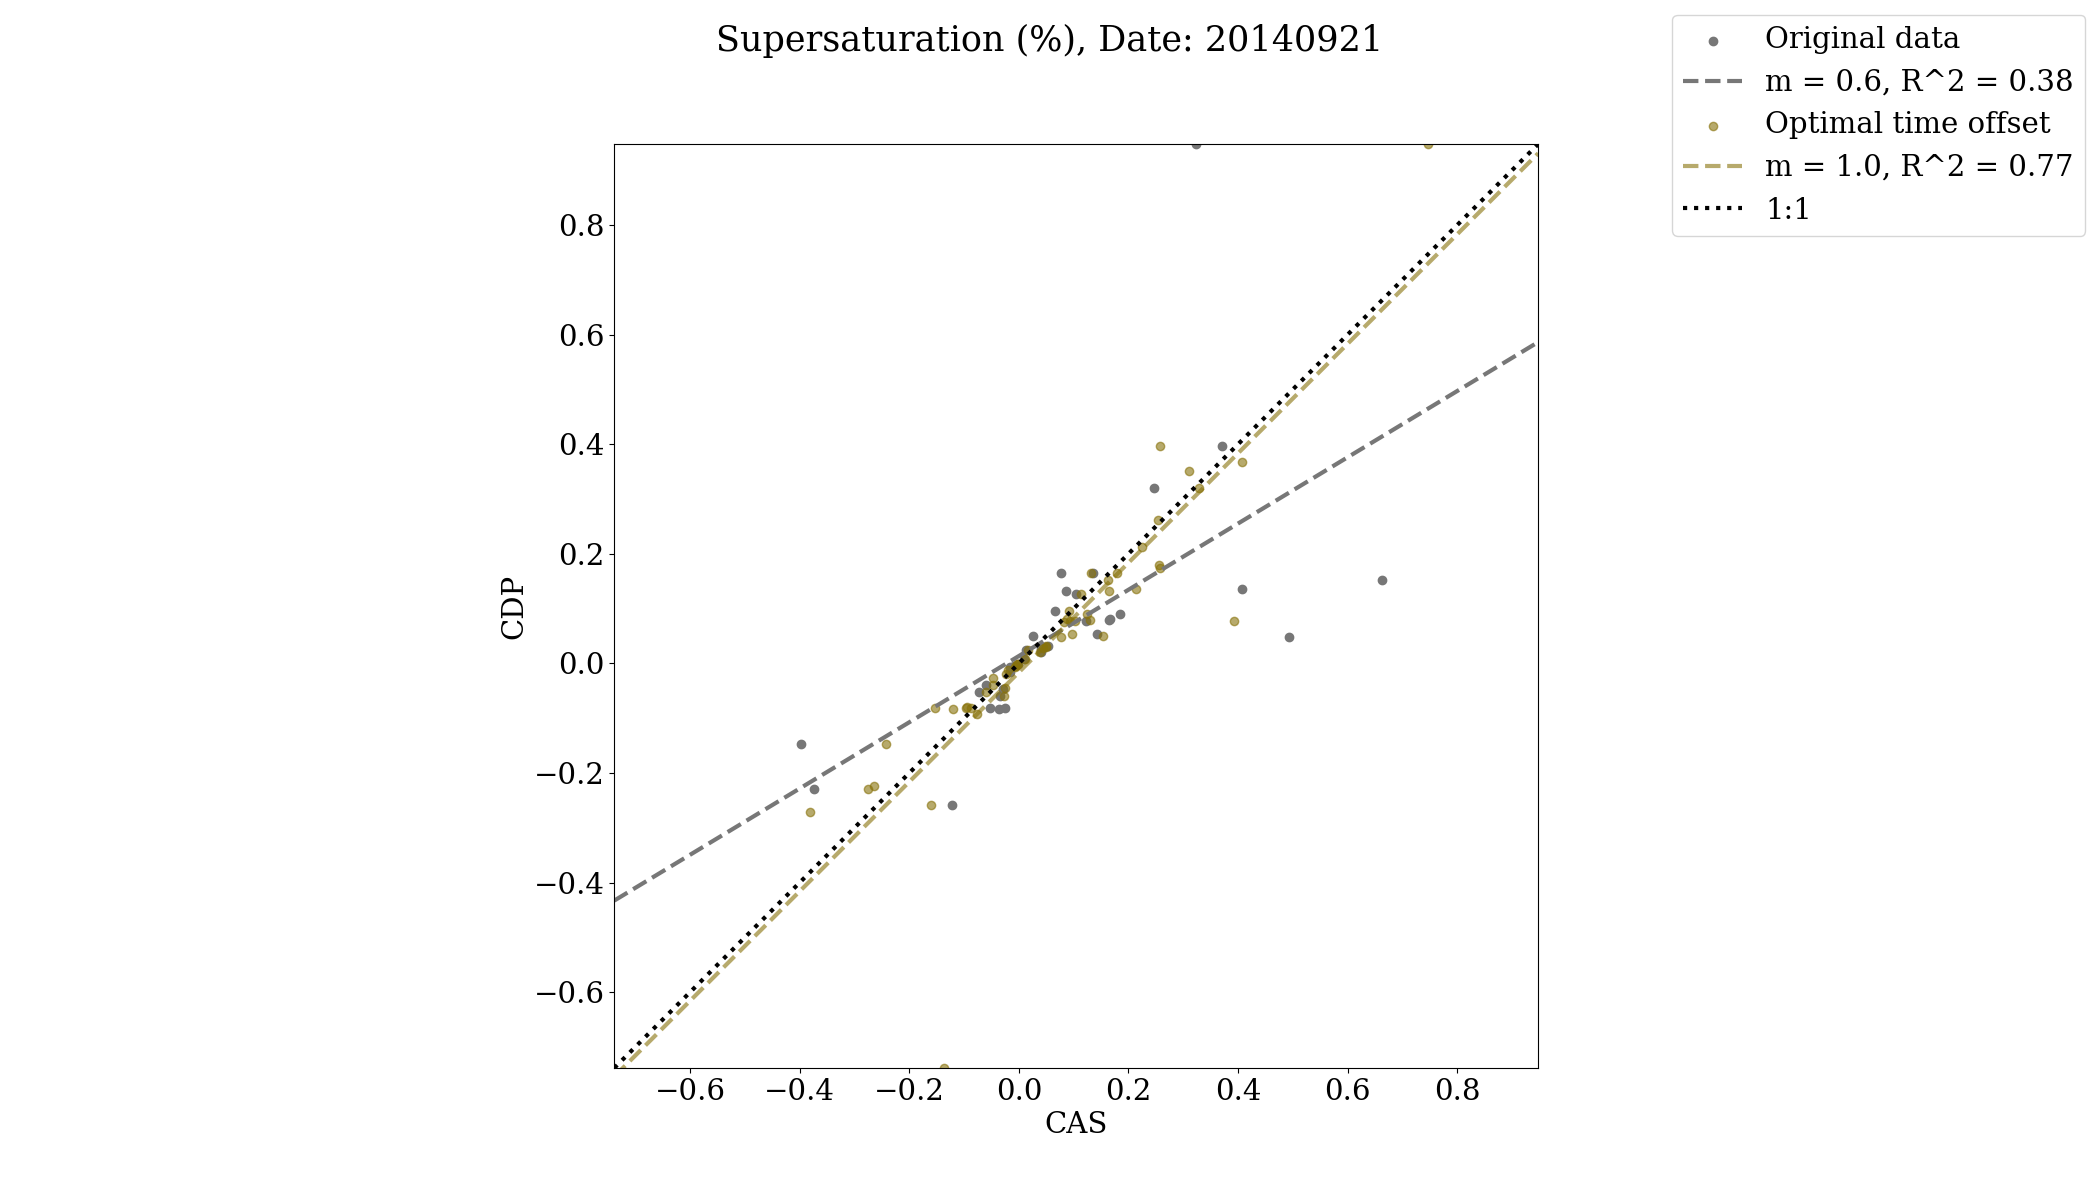 Supersaturation (%), Date: 20140921
Original data
m = 0.6, R^2 = 0.38
Optimal time offset
m = 1.0, R^2 = 0.77
1:1
0.8
0.6
0.4
0.2
0.0
−0.2
−0.4
−0.6
CDP
−0.6 −0.4 −0.2 0.0 0.2 0.4 0.6 0.8
CAS